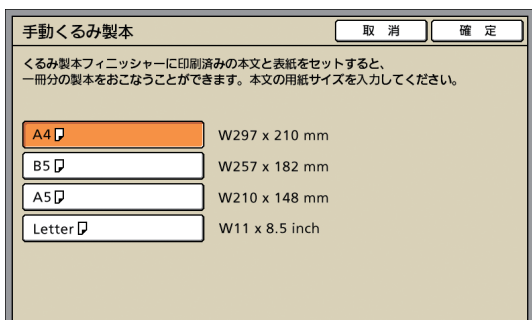 手動くるみ製本 取 消 確 定
くるみ製本フィニッシャーに印刷済みの本文と表紙をセットすると、
一冊分の製本をおこなうことができます。本文の用紙サイズを入力してください。
A4 W297 x 210 mm
B5 W257 x 182 mm
A5 W210 x 148 mm
Letter W11 x 8.5 inch